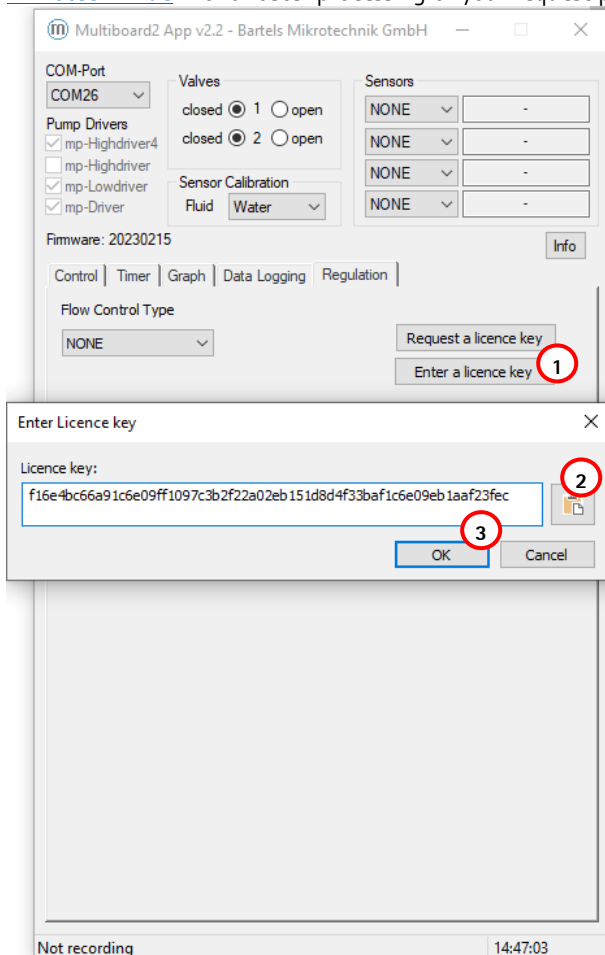 Multiboard2 App v2.2 - Bartels Mikrotechnik GmbH
COM-Port
COM26
Pump Drivers
mp-Highdriver4
mp-Highdriver
mp-Lowdriver
mp-Driver
Valves
closed 1 open
closed 2 open
Sensor Calibration
Fluid Water
Sensors
NONE -
NONE -
NONE -
NONE -
Firmware: 20230215
Info
Control Timer Graph Data Logging Regulation
Flow Control Type
NONE
Request a licence key
Enter a licence key 1
Enter Licence key
Licence key:
f16e4bc66a91c6e09ff1097c3b2f22a02eb151d8d4f33baf1c6e09eb1aaf23fec
2
3
OK Cancel
Not recording 14:47:03